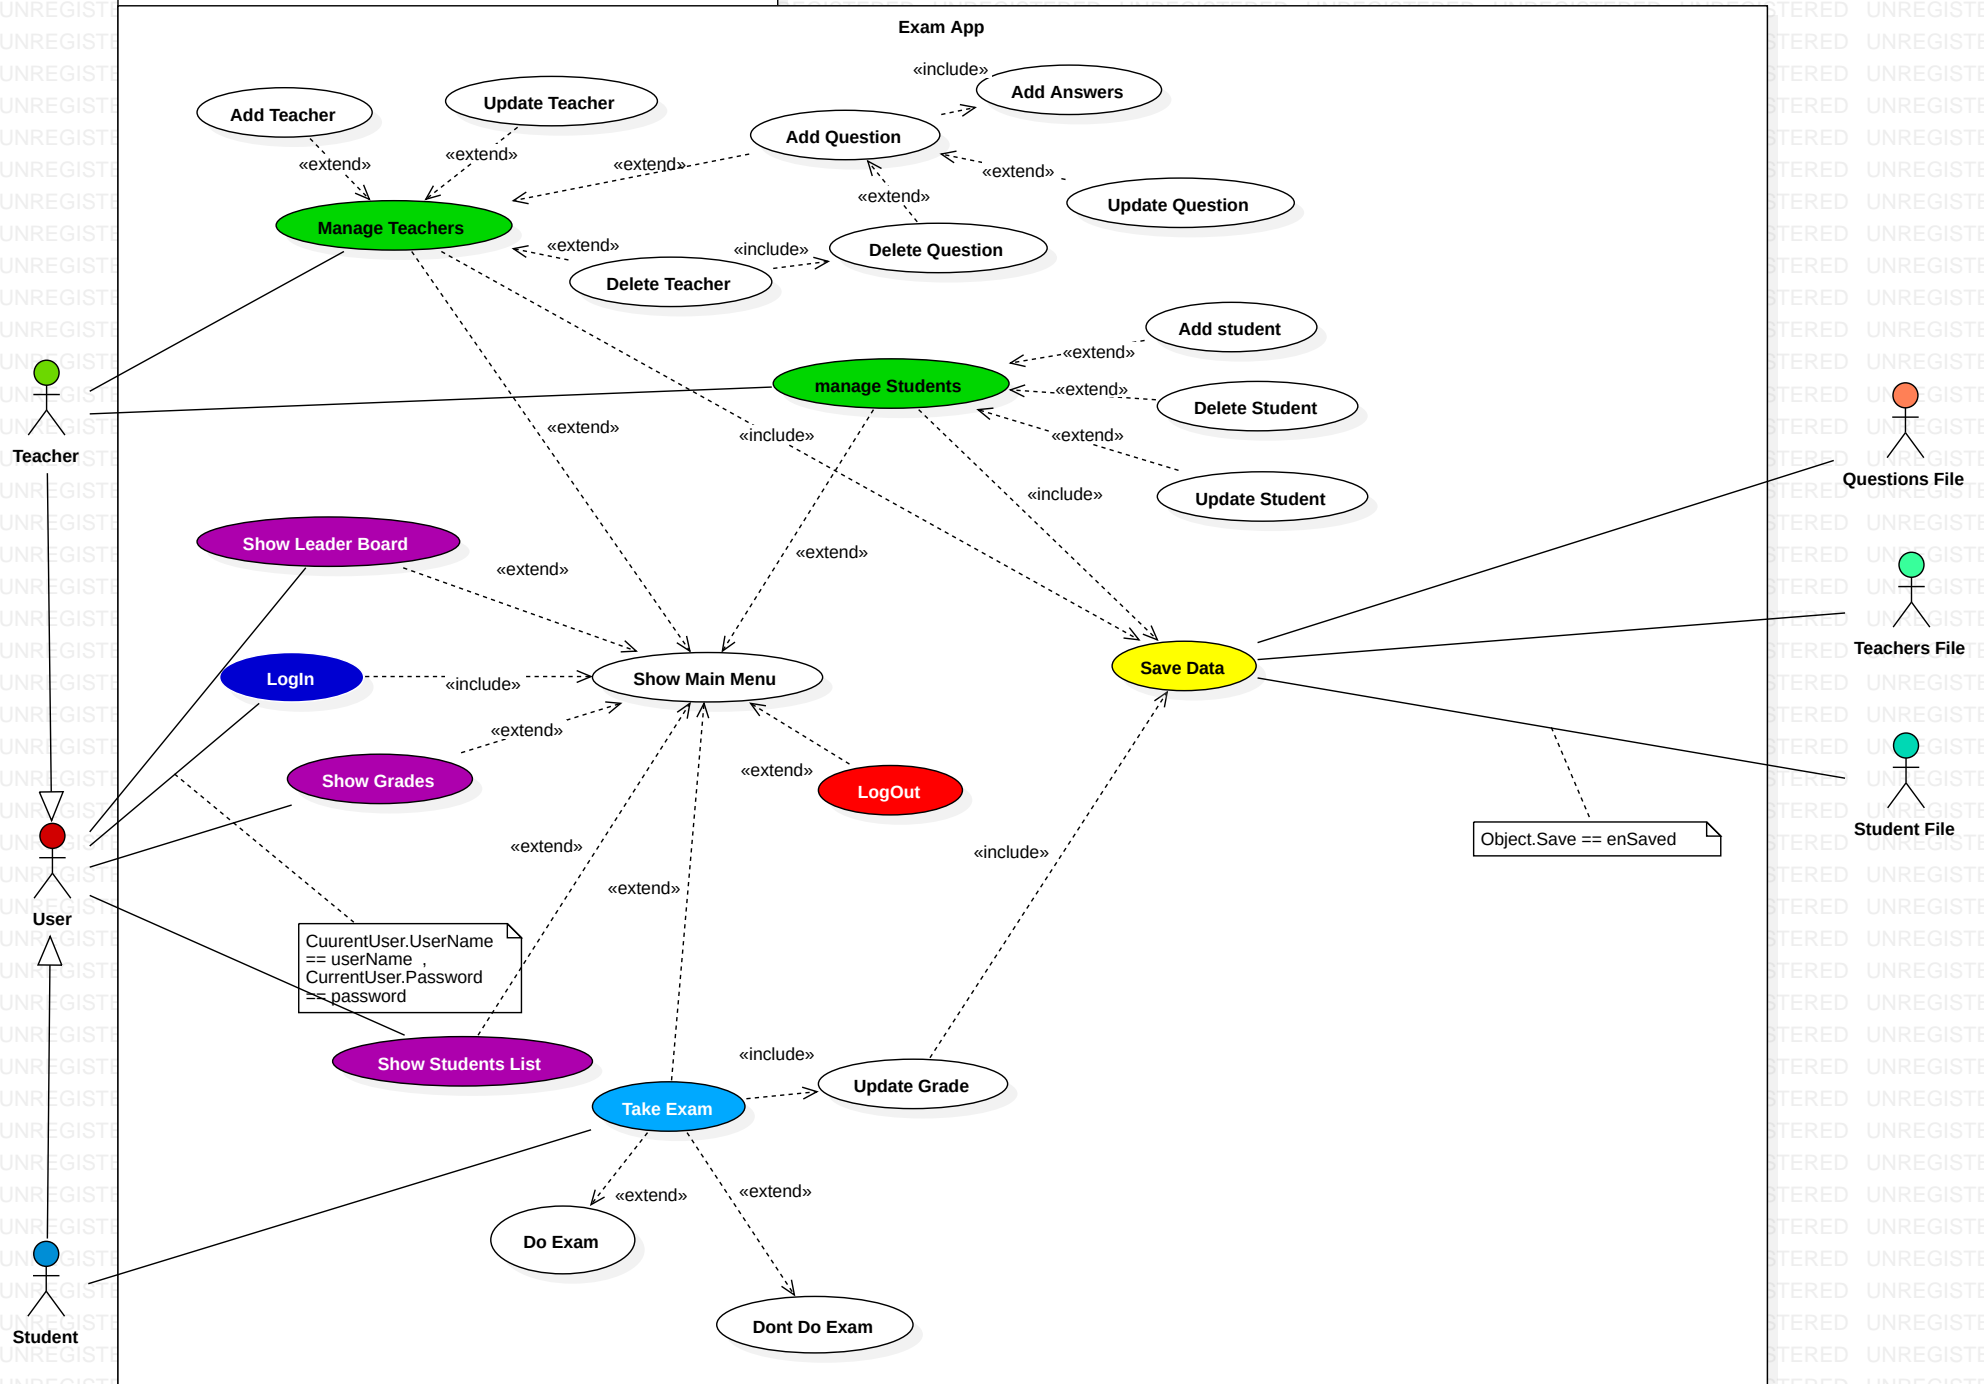 Exam App
«include»
Add Answers
Update Teacher
Add Teacher
Add Question
«extend»
«extend»
«extend»
«extend»
«extend»
Update Question
Manage Teachers
«extend»
«include»
Delete Question
Delete Teacher
Add student
«extend»
manage Students
«extend»
Delete Student
«extend»
«include»
«extend»
Teacher
Questions File
«include»
Update Student
Show Leader Board
«extend»
«extend»
Teachers File
LogIn
«include»
Show Main Menu
Save Data
«extend»
Show Grades
«extend»
LogOut
Student File
Object.Save == enSaved
«extend»
«include»
«extend»
User
CuurentUser.UserName
== userName ,
CurrentUser.Password
== password
Show Students List
«include»
Update Grade
Take Exam
«extend»
«extend»
Do Exam
Dont Do Exam
Student